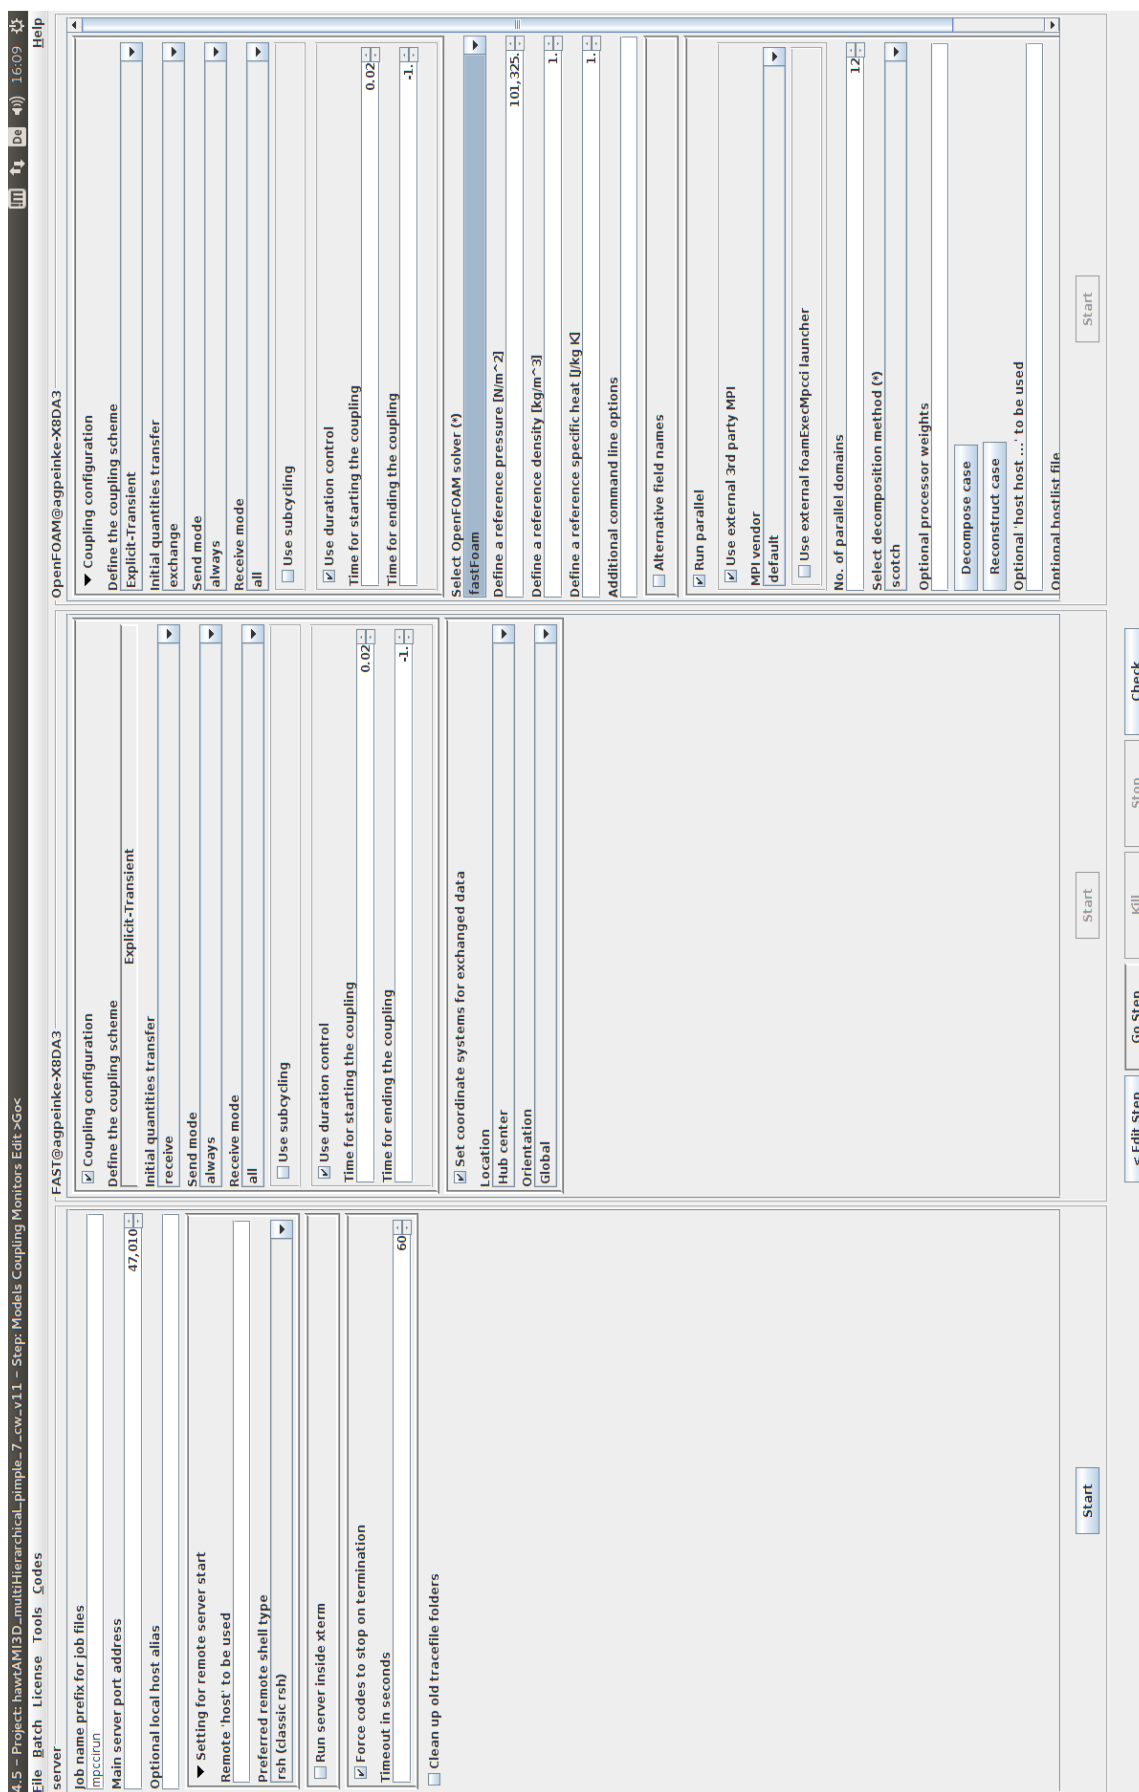 4.5 – Project: hawtAMI3D_multiHierarchical_pimple_7_cw_v11 – Step: Models Coupling Monitors Edit >Go<
De 16:09
File Batch License Tools Codes Help
server
Job name prefix for job files
mpccirun
Main server port address
47,010
Optional local host alias
Setting for remote server start
Remote 'host' to be used
Preferred remote shell type
rsh (classic rsh)
Run server inside xterm
Force codes to stop on termination
Timeout in seconds
60
Clean up old tracefile folders
Start
FAST@agpeinke-X8DA3
Coupling configuration
Define the coupling scheme
Explicit-Transient
Initial quantities transfer
receive
Send mode
always
Receive mode
all
Use subcycling
Use duration control
Time for starting the coupling
0.02
Time for ending the coupling
-1.
Set coordinate systems for exchanged data
Location
Hub center
Orientation
Global
Start
OpenFOAM@agpeinke-X8DA3
Coupling configuration
Define the coupling scheme
Explicit-Transient
Initial quantities transfer
exchange
Send mode
always
Receive mode
all
Use subcycling
Use duration control
Time for starting the coupling
0.02
Time for ending the coupling
-1.
Select OpenFOAM solver (*)
fastFoam
Define a reference pressure [N/m^2]
101,325.
Define a reference density [kg/m^3]
1.
Define a reference specific heat [J/kg K]
1.
Additional command line options
Alternative field names
Run parallel
Use external 3rd party MPI
MPI vendor
default
Use external foamExecMpcci launcher
No. of parallel domains
12
Select decomposition method (*)
scotch
Optional processor weights
Decompose case
Reconstruct case
Optional 'host host ...' to be used
Optional hostlist file
Start
< Edit Step Go Step Kill Stop Check